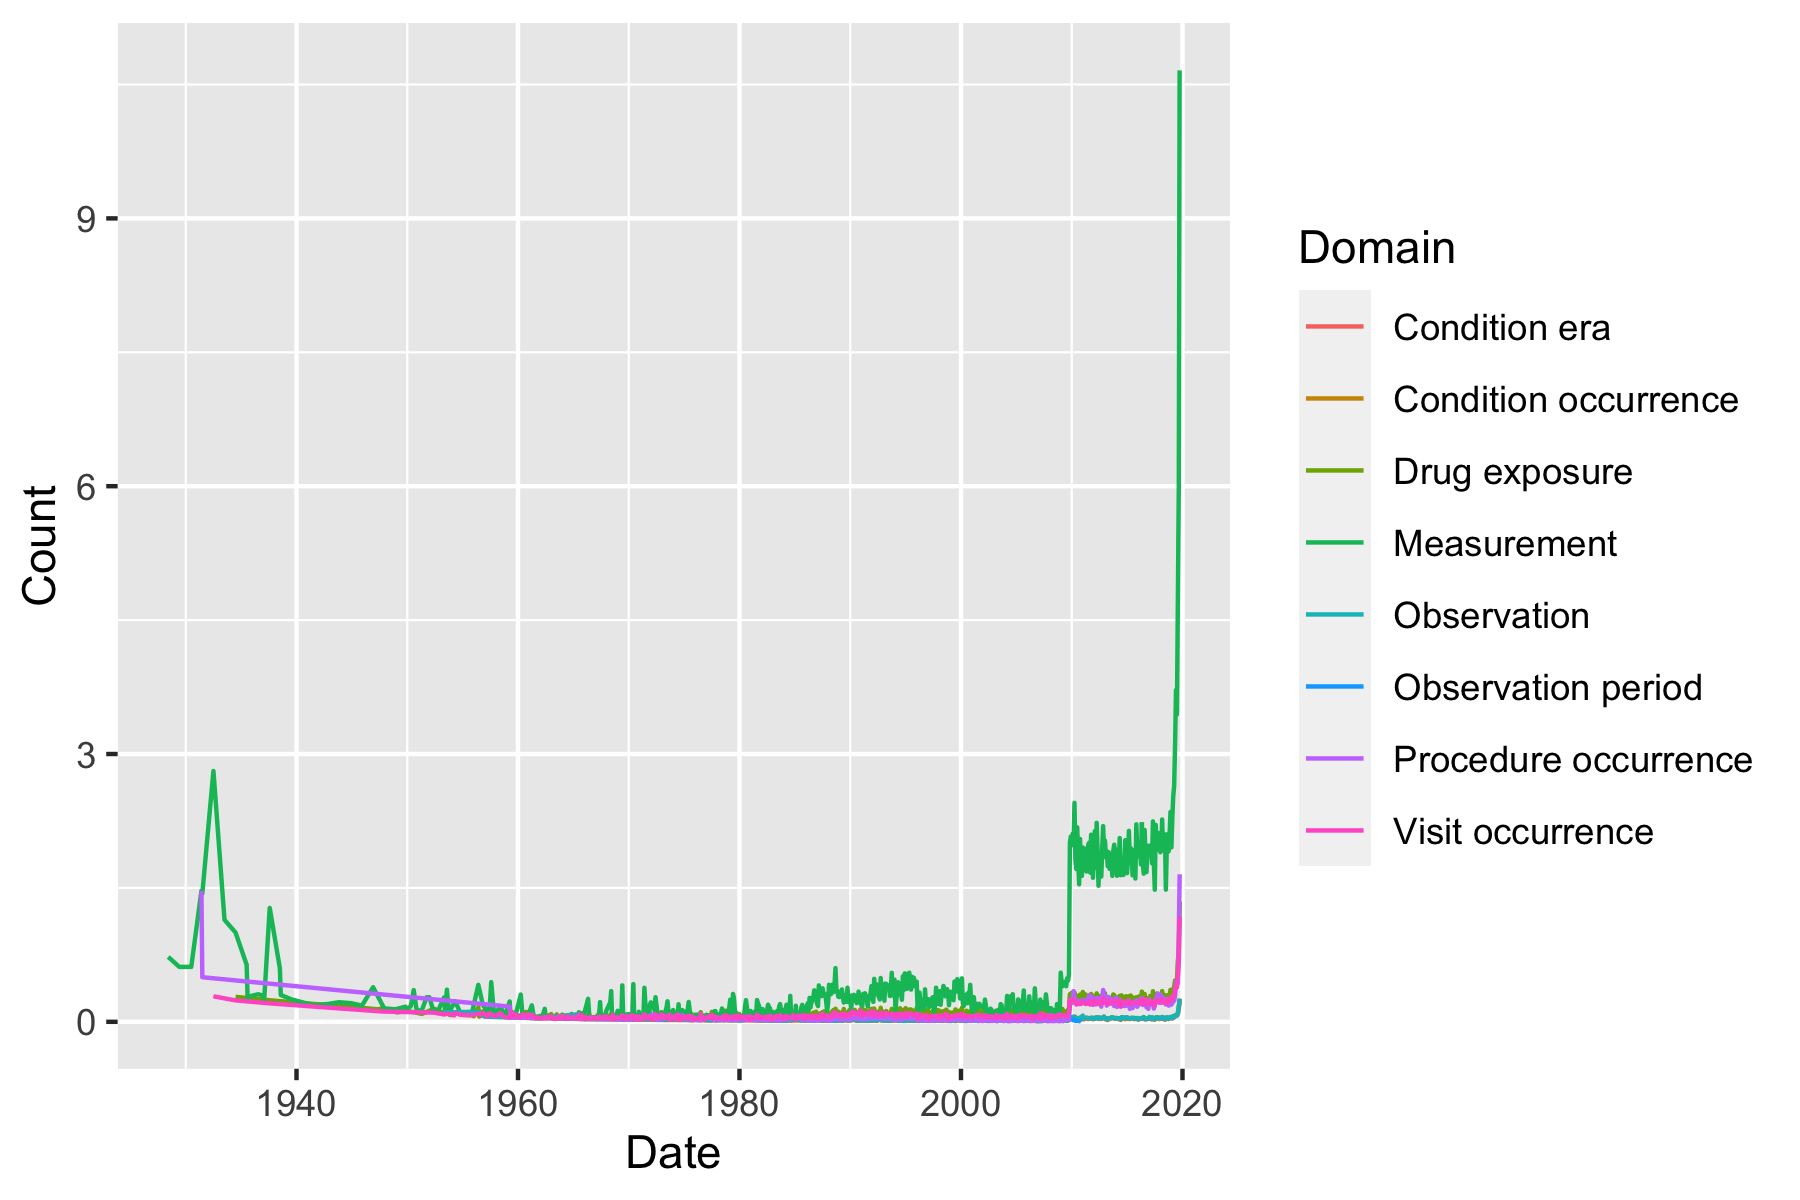 Count
9
6
3
0
1940 1960 1980 2000 2020
Date
Domain
Condition era
Condition occurrence
Drug exposure
Measurement
Observation
Observation period
Procedure occurrence
Visit occurrence